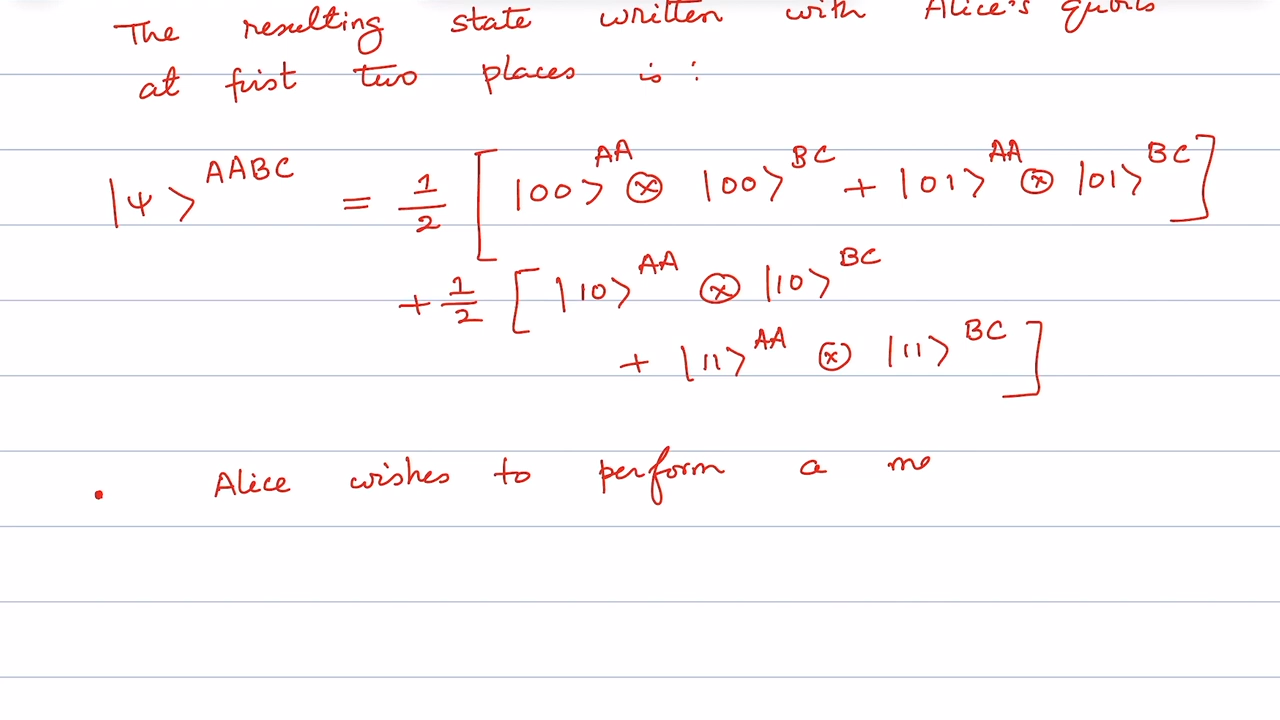 The resulting state written with Alice's qubits
at first two places is :
|ψ>^AABC = 1/2 [ |00>^AA ⊗ |00>^BC + |01>^AA ⊗ |01>^BC ]
+ 1/2 [ |10>^AA ⊗ |10>^BC
+ |11>^AA ⊗ |11>^BC ]
• Alice wishes to perform a me